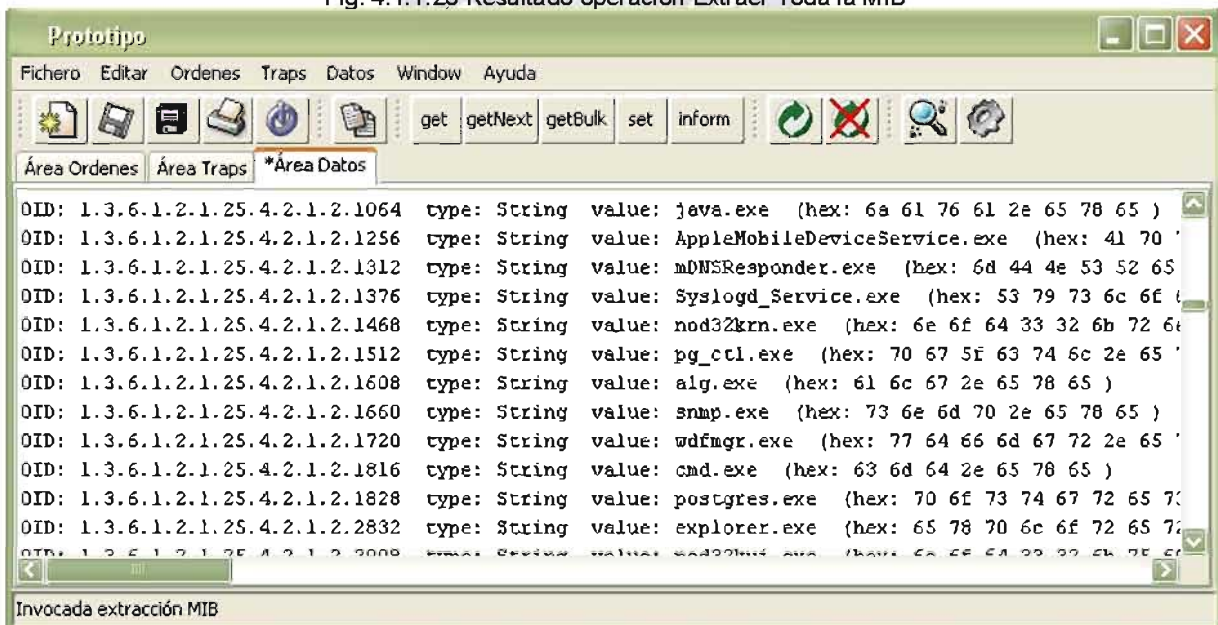 Fig. 4.1.1.23 Resultado operación Extraer Toda la MIB
Prototipo
Fichero Editar Ordenes Traps Datos Window Ayuda
get getNext getBulk set inform
Área Ordenes Área Traps *Área Datos
OID: 1.3.6.1.2.1.25.4.2.1.2.1064 type: String value: java.exe (hex: 6a 61 76 61 2e 65 78 65 )
OID: 1.3.6.1.2.1.25.4.2.1.2.1256 type: String value: AppleMobileDeviceService.exe (hex: 41 70
OID: 1.3.6.1.2.1.25.4.2.1.2.1312 type: String value: mDNSResponder.exe (hex: 6d 44 4e 53 52 65
OID: 1.3.6.1.2.1.25.4.2.1.2.1376 type: String value: Syslogd_Service.exe (hex: 53 79 73 6c 6f
OID: 1.3.6.1.2.1.25.4.2.1.2.1468 type: String value: nod32krn.exe (hex: 6e 6f 64 33 32 6b 72
OID: 1.3.6.1.2.1.25.4.2.1.2.1512 type: String value: pg_ctl.exe (hex: 70 67 5f 63 74 6c 2e 65
OID: 1.3.6.1.2.1.25.4.2.1.2.1608 type: String value: alg.exe (hex: 61 6c 67 2e 65 78 65 )
OID: 1.3.6.1.2.1.25.4.2.1.2.1660 type: String value: snmp.exe (hex: 73 6e 6d 70 2e 65 78 65 )
OID: 1.3.6.1.2.1.25.4.2.1.2.1720 type: String value: wdfmgr.exe (hex: 77 64 66 6d 67 72 2e 65
OID: 1.3.6.1.2.1.25.4.2.1.2.1816 type: String value: cmd.exe (hex: 63 6d 64 2e 65 78 65 )
OID: 1.3.6.1.2.1.25.4.2.1.2.1828 type: String value: postgres.exe (hex: 70 6f 73 74 67 72 65
OID: 1.3.6.1.2.1.25.4.2.1.2.2832 type: String value: explorer.exe (hex: 65 78 70 6c 6f 72 65
Invocada extracción MIB